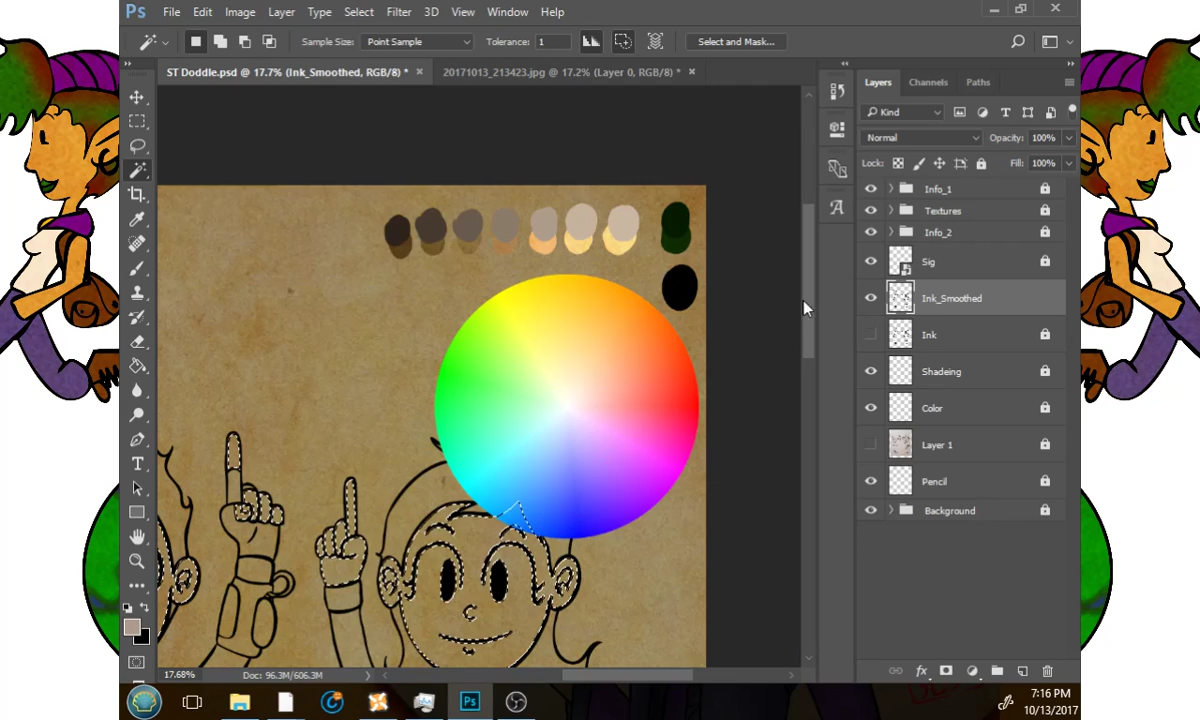 Ps File Edit Image Layer Type Select Filter 3D View Window Help
Sample Size: Point Sample Tolerance: 1 Select and Mask...
ST Doddle.psd @ 17.7% (Ink_Smoothed, RGB/8) * × 20171013_213423.jpg @ 17.2% (Layer 0, RGB/8) * ×
Layers Channels Paths
Kind
Normal Opacity: 100%
Lock: Fill: 100%
Info_1
Textures
Info_2
Sig
Ink_Smoothed
Ink
Shadeing
Color
Layer 1
Pencil
Background
17.68% Doc: 96.3M/606.3M
Ps
7:16 PM
10/13/2017